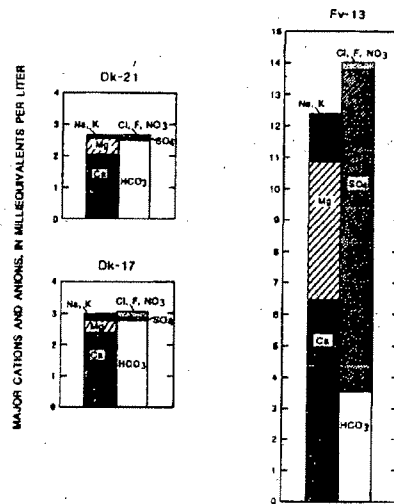 MAJOR CATIONS AND ANIONS, IN MILLIEQUIVALENTS PER LITER
Dk-21
4
3
2
1
0
Na, K
Cl, F, NO3
Mg
SO4
Ca
HCO3
Dk-17
4
3
2
1
0
Na, K
Cl, F, NO3
Mg
SO4
Ca
HCO3
Fv-13
15
14
13
12
11
10
9
8
7
6
5
4
3
2
1
0
Cl, F, NO3
Na, K
Mg
SO4
Ca
HCO3